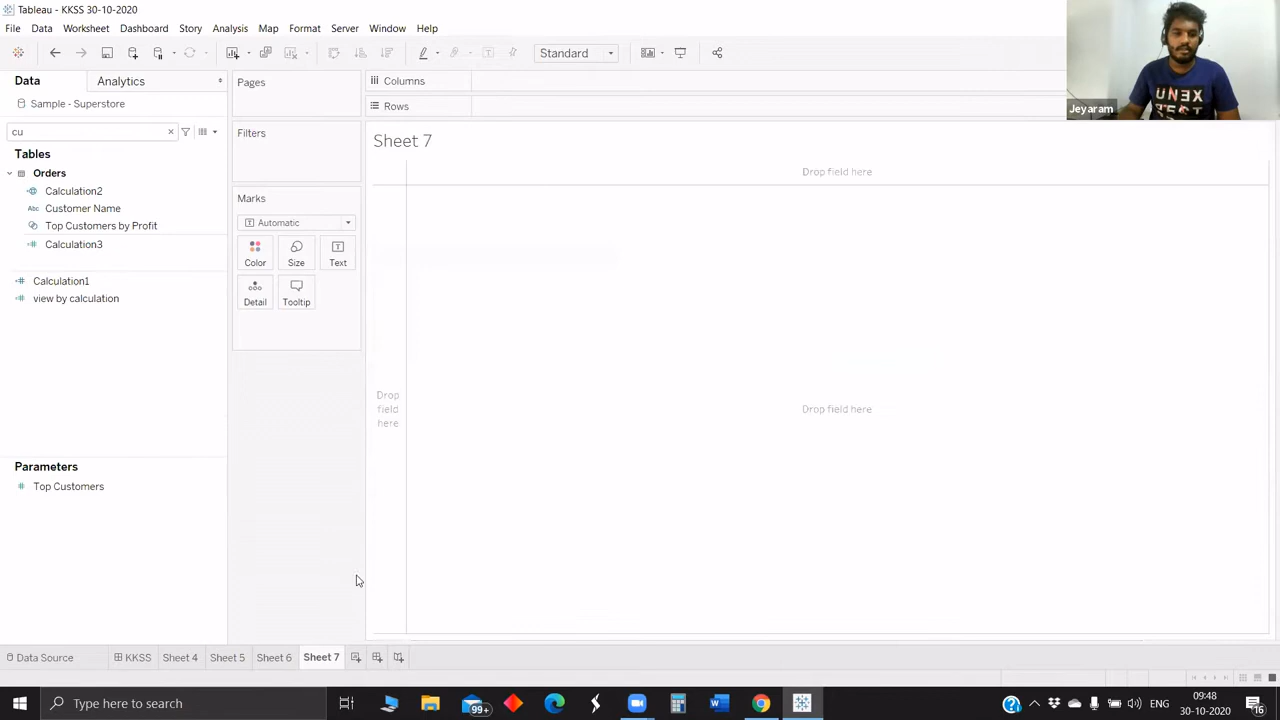 Tableau - KKSS 30-10-2020
File Data Worksheet Dashboard Story Analysis Map Format Server Window Help
Standard
Data Analytics
Sample - Superstore
cu
Tables
Orders
Calculation2
Abc Customer Name
Top Customers by Profit
Calculation3
Calculation1
view by calculation
Parameters
Top Customers
Pages
Filters
Marks
Automatic
Color Size Text
Detail Tooltip
Columns
Rows
Sheet 7
Drop field here
Drop
field
here
Drop field here
Jeyaram
Data Source KKSS Sheet 4 Sheet 5 Sheet 6 Sheet 7
Type here to search
99+
ENG
09:48
30-10-2020
16